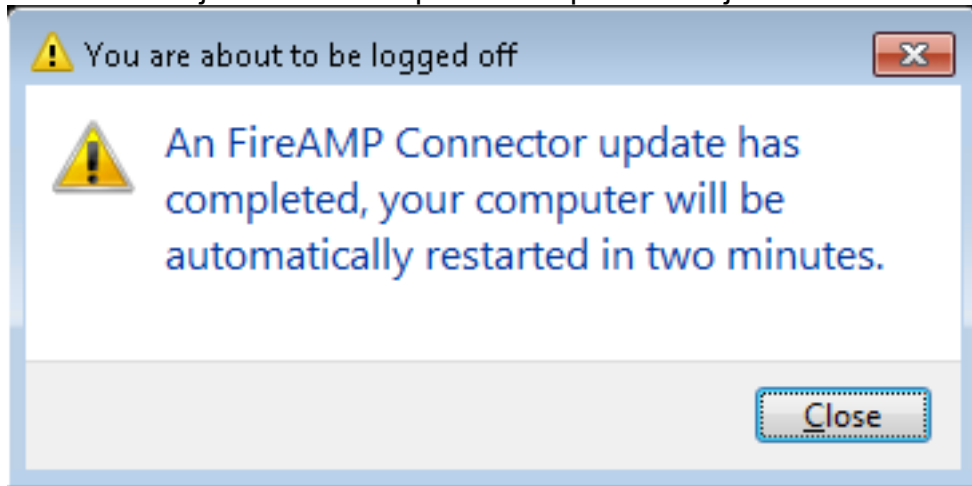 You are about to be logged off
An FireAMP Connector update has
completed, your computer will be
automatically restarted in two minutes.
Close